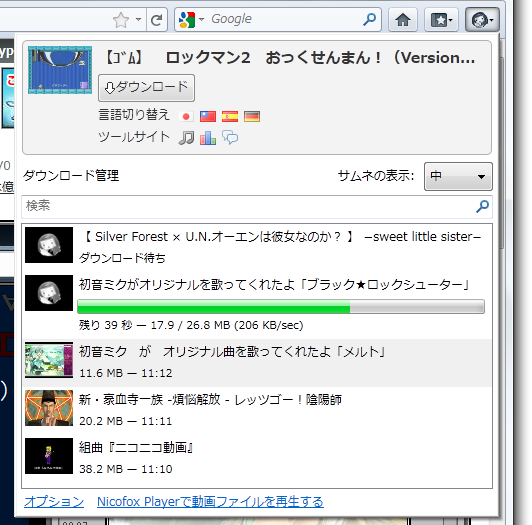 Google
yp
【ゴム】 ロックマン2 おっくせんまん！（Version...
ダウンロード
言語切り替え
ツールサイト
/0
ダウンロード管理
サムネの表示:
中
検索
【 Silver Forest × U.N.オーエンは彼女なのか？ 】 −sweet little sister−
ダウンロード待ち
初音ミクがオリジナルを歌ってくれたよ「ブラック★ロックシューター」
残り 39 秒 — 17.9 / 26.8 MB (206 KB/sec)
初音ミク が オリジナル曲を歌ってくれたよ「メルト」
11.6 MB — 11:12
新・豪血寺一族 -煩悩解放 - レッツゴー！陰陽師
20.2 MB — 11:11
組曲『ニコニコ動画』
38.2 MB — 11:10
オプション
Nicofox Playerで動画ファイルを再生する